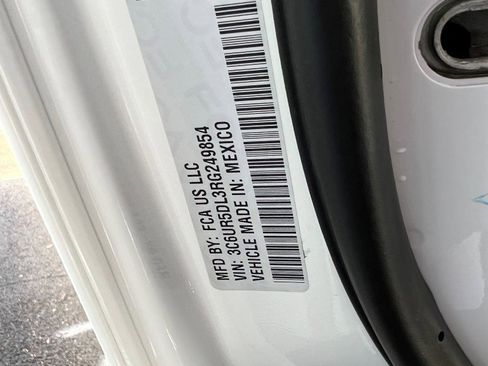 MFD BY: FCA US LLC
VIN: 3C6UR5DL3RG249854
VEHICLE MADE IN: MEXICO